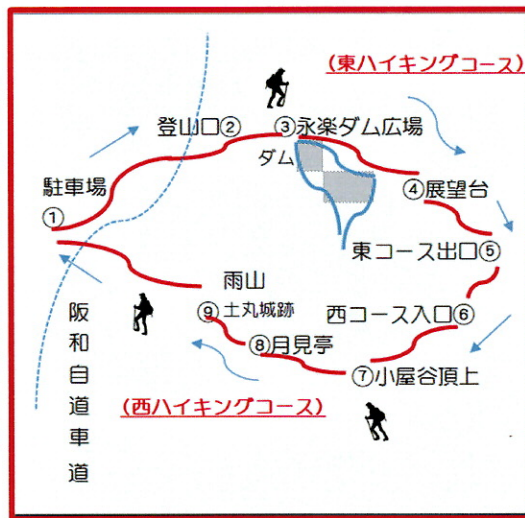 (東ハイキングコース)
登山口②
③永楽ダム広場
ダム
駐車場
①
④展望台
東コース出口⑤
雨山
⑨土丸城跡
西コース入口⑥
⑧月見亭
⑦小屋谷頂上
(西ハイキングコース)
阪和自道車道